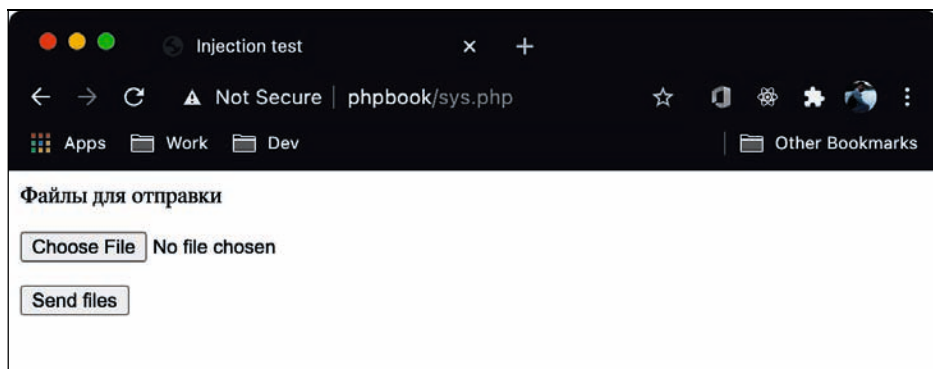 Injection test
Not Secure | phpbook/sys.php
Apps Work Dev Other Bookmarks
Файлы для отправки
Choose File No file chosen
Send files